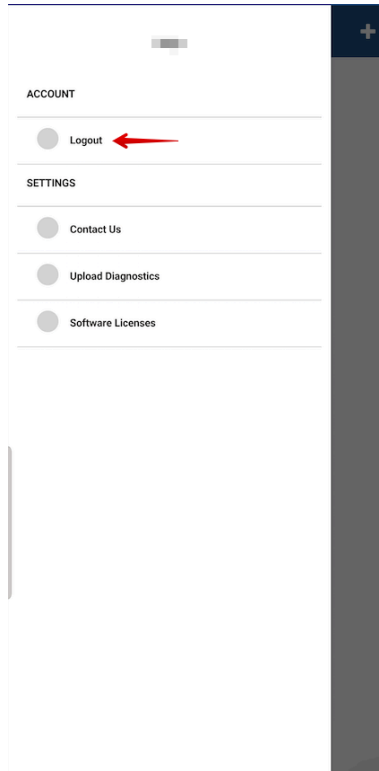 ACCOUNT
Logout
SETTINGS
Contact Us
Upload Diagnostics
Software Licenses